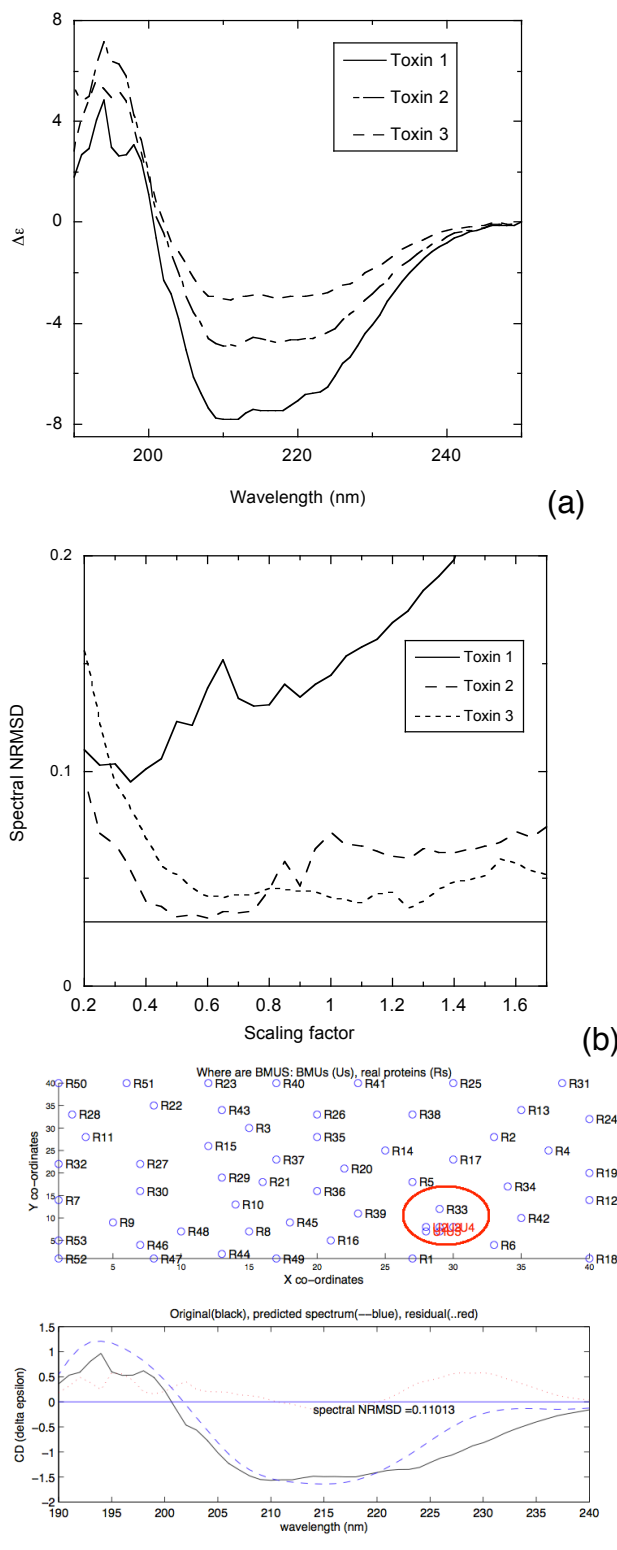 8
Toxin 1
Toxin 2
Toxin 3
4
0
Δε
-4
-8
200
220
240
Wavelength (nm)
(a)
0.2
Toxin 1
Toxin 2
Toxin 3
0.1
Spectral NRMSD
0
0.2
0.4
0.6
0.8
1
1.2
1.4
1.6
Scaling factor
(b)
Where are BMUS: BMUs (Us), real proteins (Rs)
40 R50 R51 R23 R40 R41 R25 R31
35 R28 R22 R43 R26 R38 R13 R24
30 R11 R3 R35 R2
25 R15 R14 R4
20 R32 R27 R37 R20 R17 R19
R29 R21 R5
15 R7 R30 R10 R36 R34 R12
10 R9 R45 R39 R33 R42
5 R53 R46 R48 R8 R16 R6
R52 R47 R44 R49 R1 R18
Y co-ordinates
5 10 15 20 25 30 35 40
X co-ordinates
Original(black), predicted spectrum(---blue), residual(..red)
1.5
1
0.5
0
-0.5
-1
-1.5
-2
CD (delta epsilon)
spectral NRMSD =0.11013
190 195 200 205 210 215 220 225 230 235 240
wavelength (nm)